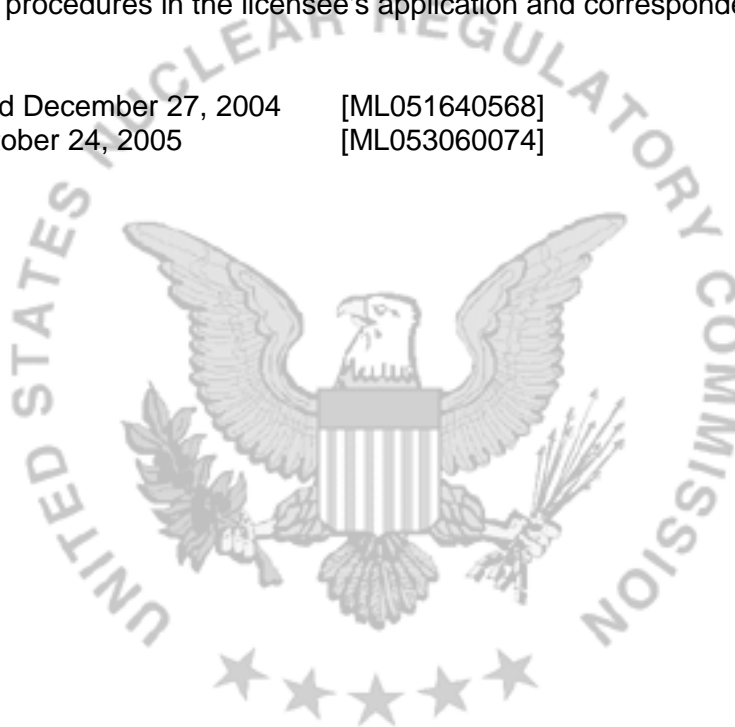 procedures in the licensee's application and corresponde
d December 27, 2004 [ML051640568]
ober 24, 2005 [ML053060074]
UNITED STATES NUCLEAR REGULATORY COMMISSION